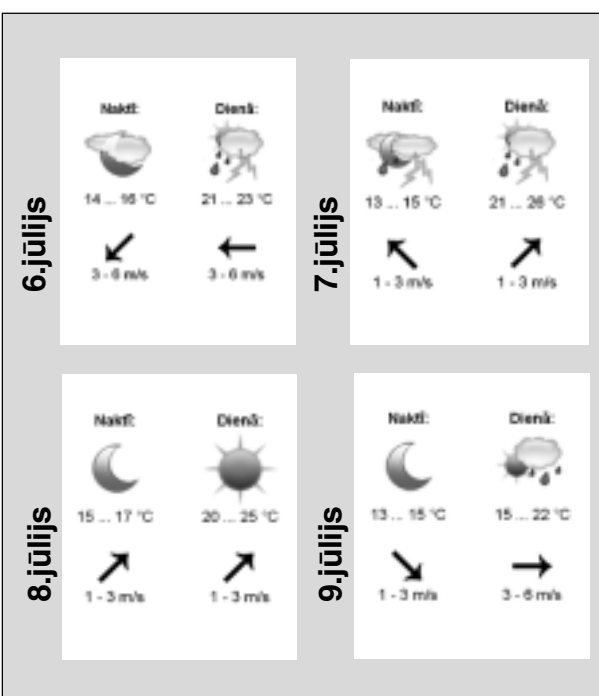 6.jūlijs
Naktī: Dienā:
14 ... 16 °C 21 ... 23 °C
3 - 6 m/s 3 - 6 m/s
7.jūlijs
Naktī: Dienā:
13 ... 15 °C 21 ... 26 °C
1 - 3 m/s 1 - 3 m/s
8.jūlijs
Naktī: Dienā:
15 ... 17 °C 20 ... 25 °C
1 - 3 m/s 1 - 3 m/s
9.jūlijs
Naktī: Dienā:
13 ... 15 °C 15 ... 22 °C
1 - 3 m/s 3 - 6 m/s